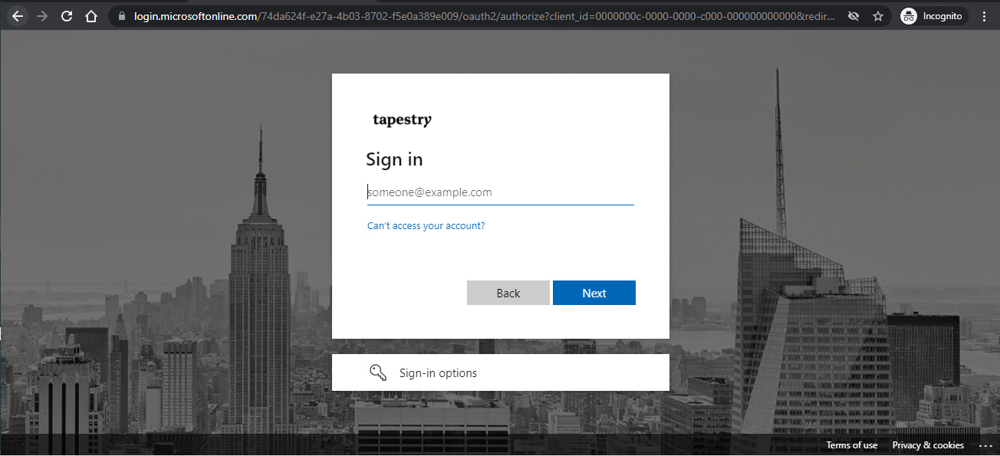 login.microsoftonline.com/74da624f-e27a-4b03-8702-f5e0a389e009/oauth2/authorize?client_id=0000000c-0000-0000-c000-000000000000&redir...
Incognito
tapestry
Sign in
someone@example.com
Can't access your account?
Back
Next
Sign-in options
Terms of use
Privacy & cookies